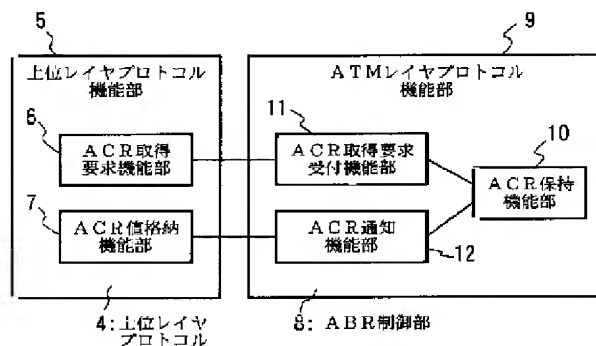 5
9
上位レイヤプロトコル
機能部
ATMレイヤプロトコル
機能部
6
ACR取得
要求機能部
11
ACR取得要求
受付機能部
10
ACR保持
機能部
7
ACR値格納
機能部
ACR通知
機能部
12
4:上位レイヤ
プロトコル
8: ABR制御部